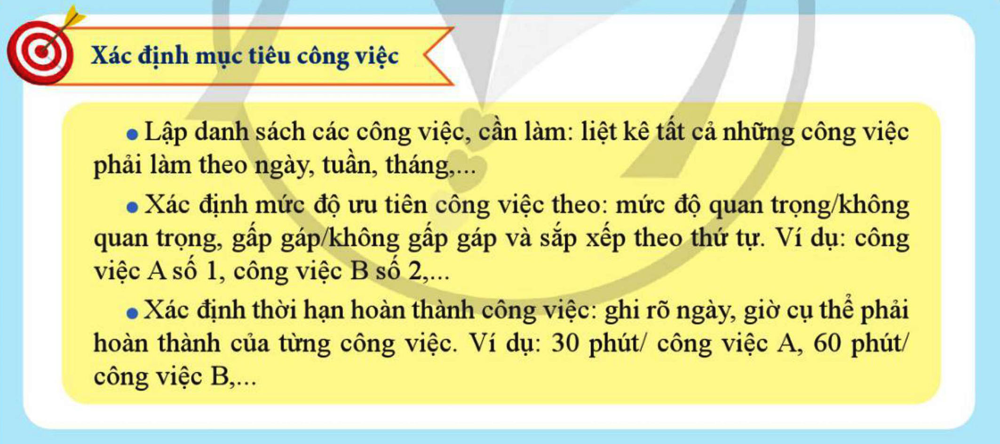 Xác định mục tiêu công việc
• Lập danh sách các công việc, cần làm: liệt kê tất cả những công việc
phải làm theo ngày, tuần, tháng,...
• Xác định mức độ ưu tiên công việc theo: mức độ quan trọng/không
quan trọng, gấp gáp/không gấp gáp và sắp xếp theo thứ tự. Ví dụ: công
việc A số 1, công việc B số 2,...
• Xác định thời hạn hoàn thành công việc: ghi rõ ngày, giờ cụ thể phải
hoàn thành của từng công việc. Ví dụ: 30 phút/ công việc A, 60 phút/
công việc B,...